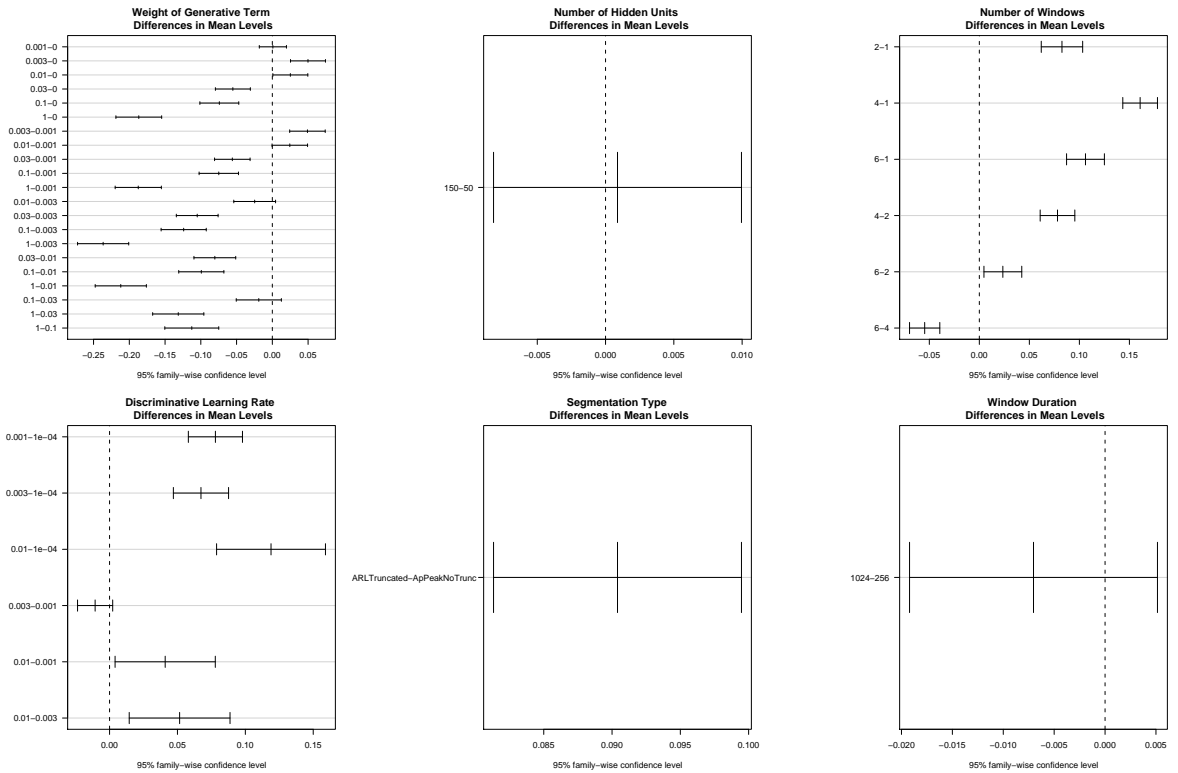 Weight of Generative Term
Differences in Mean Levels
0.001−0
0.003−0
0.01−0
0.03−0
0.1−0
1−0
0.003−0.001
0.01−0.001
0.03−0.001
0.1−0.001
1−0.001
0.01−0.003
0.03−0.003
0.1−0.003
1−0.003
0.03−0.01
0.1−0.01
1−0.01
0.1−0.03
1−0.03
1−0.1
−0.25 −0.20 −0.15 −0.10 −0.05 0.00 0.05
95% family−wise confidence level
Number of Hidden Units
Differences in Mean Levels
150−50
−0.005 0.000 0.005 0.010
95% family−wise confidence level
Number of Windows
Differences in Mean Levels
2−1
4−1
6−1
4−2
6−2
6−4
−0.05 0.00 0.05 0.10 0.15
95% family−wise confidence level
Discriminative Learning Rate
Differences in Mean Levels
0.001−1e−04
0.003−1e−04
0.01−1e−04
0.003−0.001
0.01−0.001
0.01−0.003
0.00 0.05 0.10 0.15
95% family−wise confidence level
Segmentation Type
Differences in Mean Levels
ARLTruncated−ApPeakNoTrunc
0.085 0.090 0.095 0.100
95% family−wise confidence level
Window Duration
Differences in Mean Levels
1024−256
−0.020 −0.015 −0.010 −0.005 0.000 0.005
95% family−wise confidence level